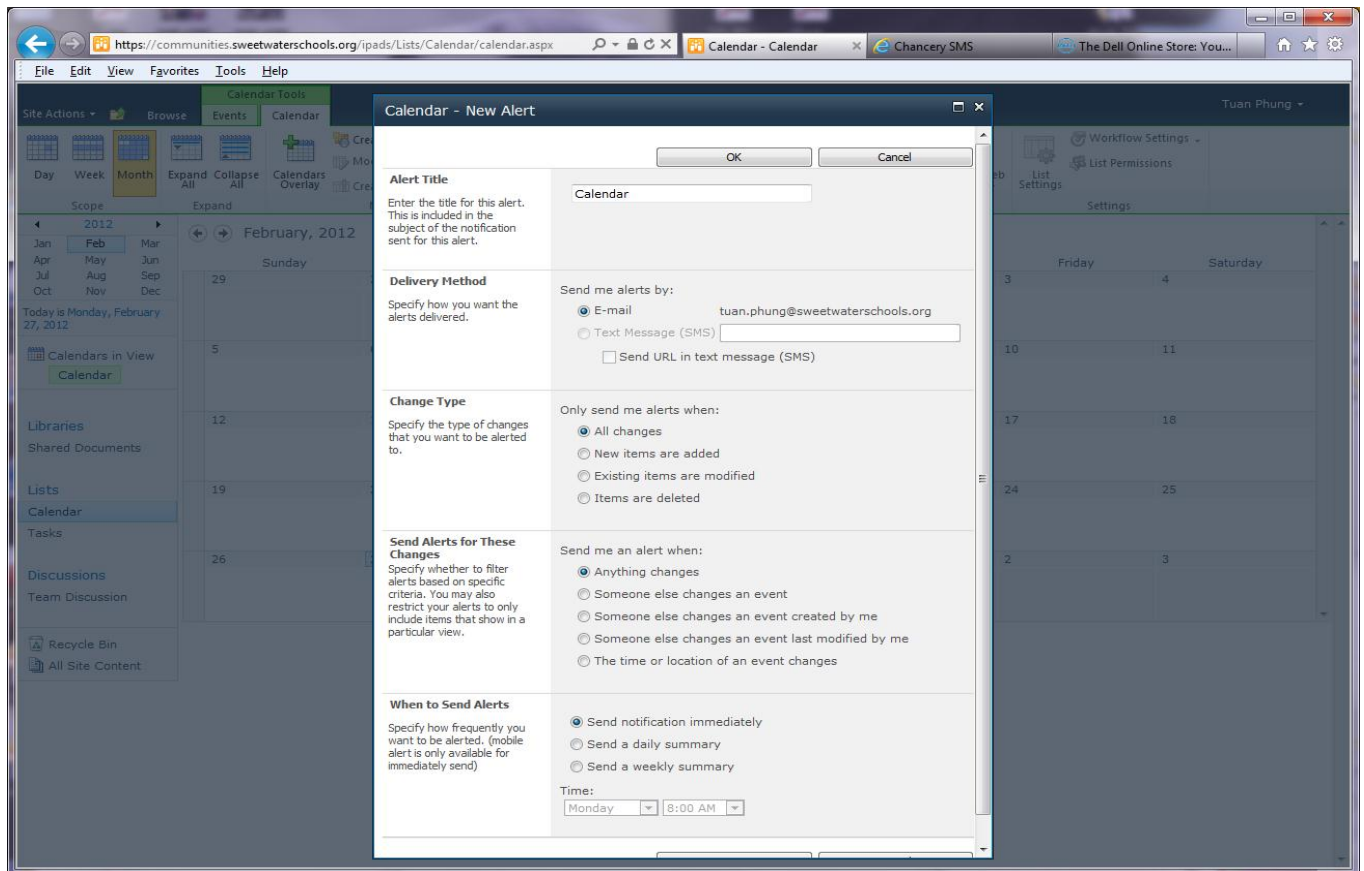 https://communities.sweetwaterschools.org/ipads/Lists/Calendar/calendar.aspx
Calendar - Calendar
Chancery SMS
The Dell Online Store: You...
File Edit View Favorites Tools Help
Calendar Tools
Site Actions Browse Events Calendar
Tuan Phung
Day Week Month
Expand All
Collapse All
Calendars Overlay
Scope
Expand
List Settings
Workflow Settings
List Permissions
Settings
2012
Jan Feb Mar
Apr May Jun
Jul Aug Sep
Oct Nov Dec
Today is Monday, February
27, 2012
Calendars in View
Calendar
Libraries
Shared Documents
Lists
Calendar
Tasks
Discussions
Team Discussion
Recycle Bin
All Site Content
February, 2012
Sunday Friday Saturday
29 3 4
5 10 11
12 17 18
19 24 25
26 2 3
Calendar - New Alert
OK Cancel
Alert Title
Enter the title for this alert.
This is included in the
subject of the notification
sent for this alert.
Calendar
Delivery Method
Specify how you want the
alerts delivered.
Send me alerts by:
E-mail tuan.phung@sweetwaterschools.org
Text Message (SMS)
Send URL in text message (SMS)
Change Type
Specify the type of changes
that you want to be alerted
to.
Only send me alerts when:
All changes
New items are added
Existing items are modified
Items are deleted
Send Alerts for These
Changes
Specify whether to filter
alerts based on specific
criteria. You may also
restrict your alerts to only
include items that show in a
particular view.
Send me an alert when:
Anything changes
Someone else changes an event
Someone else changes an event created by me
Someone else changes an event last modified by me
The time or location of an event changes
When to Send Alerts
Specify how frequently you
want to be alerted. (mobile
alert is only available for
immediately send)
Send notification immediately
Send a daily summary
Send a weekly summary
Time:
Monday 8:00 AM